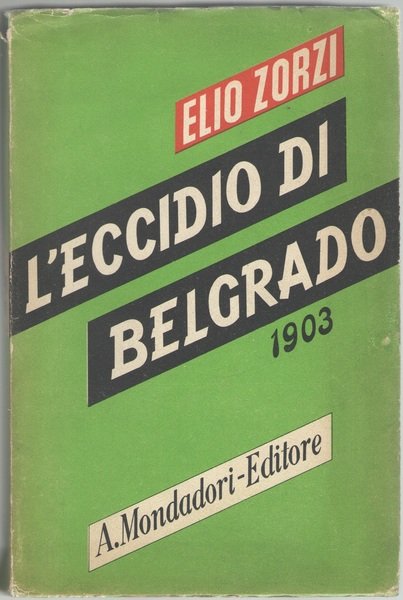 ELIO ZORZI
L'ECCIDIO DI
BELGRADO
1903
A. Mondadori-Editore